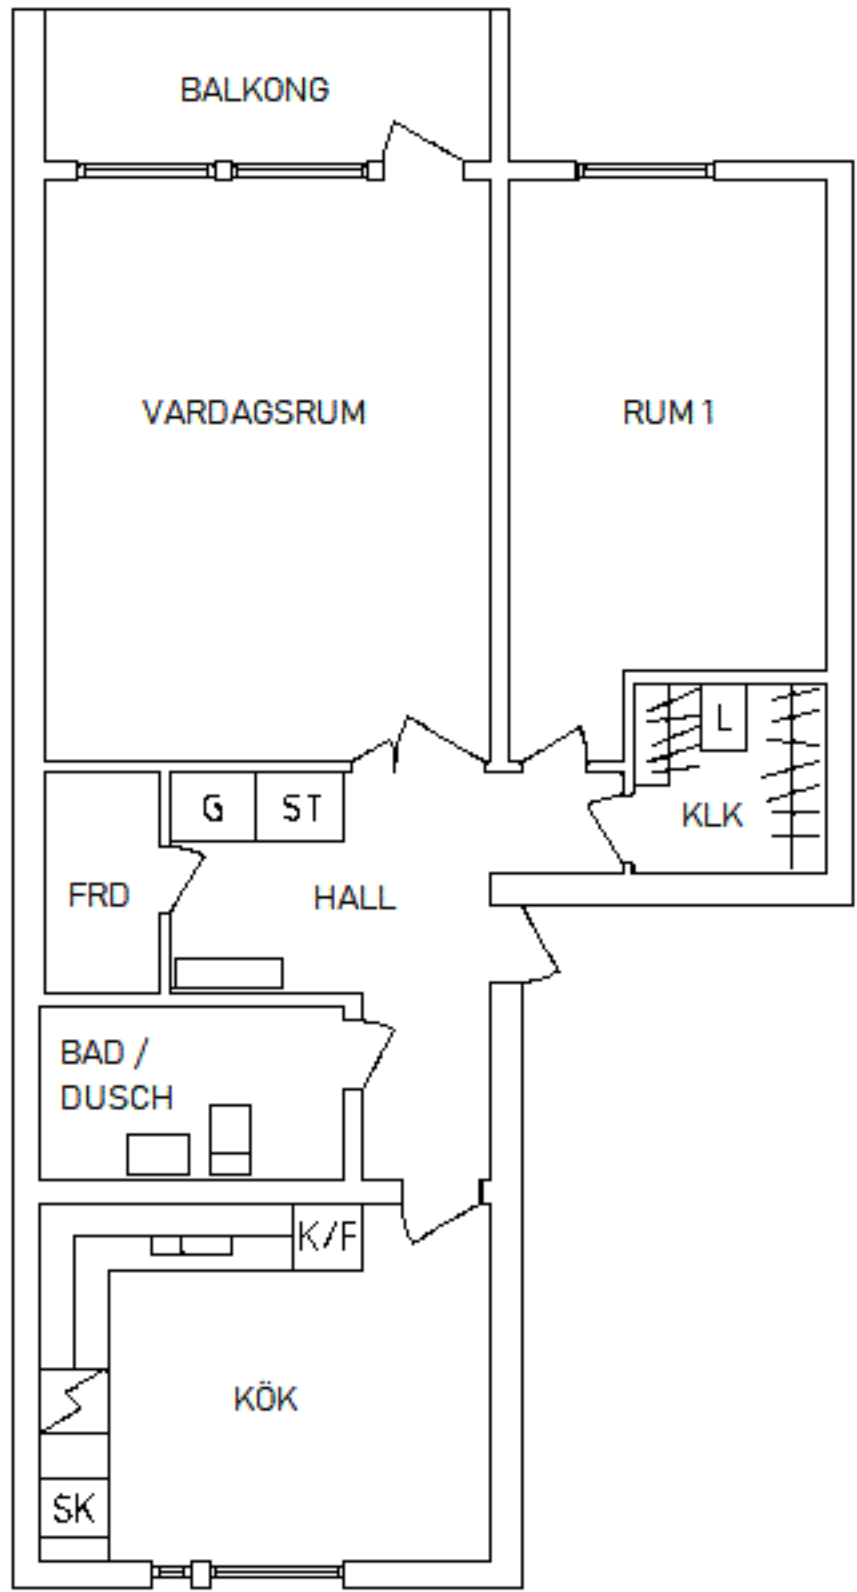 BALKONG
VARDAGSRUM
RUM 1
L
KLK
G
ST
FRD
HALL
BAD /
DUSCH
K/F
KÖK
SK